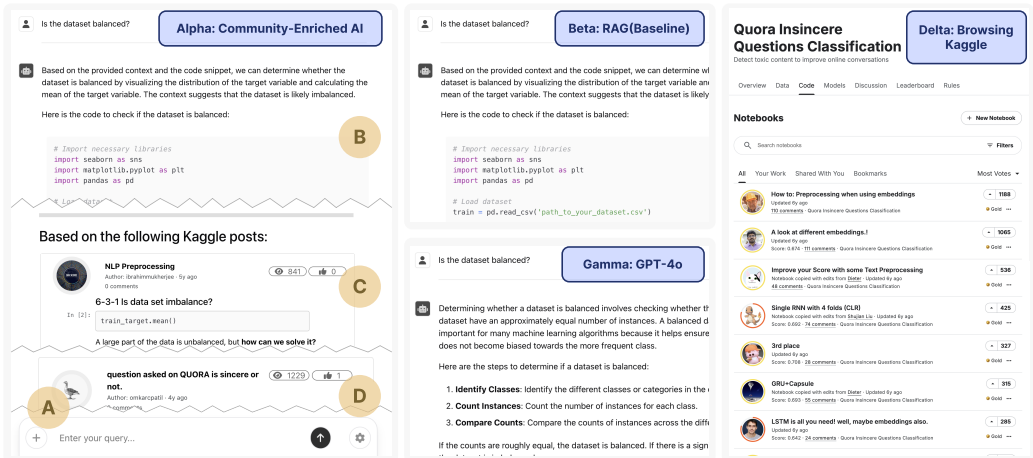 Is the dataset balanced?
Alpha: Community-Enriched AI
Based on the provided context and the code snippet, we can determine whether the
dataset is balanced by visualizing the distribution of the target variable and calculating the
mean of the target variable. The context suggests that the dataset is likely imbalanced.
Here is the code to check if the dataset is balanced:
B
# Import necessary libraries
import seaborn as sns
import matplotlib.pyplot as plt
import pandas as pd
# Load datas
Based on the following Kaggle posts:
NLP Preprocessing
Author: ibrahimmukherjee · 5y ago
0 comments
841
0
C
6-3-1 Is data set imbalance?
In [2]:
train_target.mean()
A large part of the data is unbalanced, but how can we solve it?
question asked on QUORA is sincere or
not.
Author: omkarcpatil · 4y ago
comments
1229
1
A
D
Enter your query...
Is the dataset balanced?
Beta: RAG(Baseline)
Based on the provided context and the code snippet, we can determine wh
dataset is balanced by visualizing the distribution of the target variable and
mean of the target variable. The context suggests that the dataset is likely
Here is the code to check if the dataset is balanced:
# Import necessary libraries
import seaborn as sns
import matplotlib.pyplot as plt
import pandas as pd
# Load dataset
train = pd.read_csv('path_to_your_dataset.csv')
Is the dataset balanced?
Gamma: GPT-4o
Determining whether a dataset is balanced involves checking whether th
dataset have an approximately equal number of instances. A balanced d
important for many machine learning algorithms because it helps ensure
does not become biased towards the more frequent class.
Here are the steps to determine if a dataset is balanced:
1. Identify Classes: Identify the different classes or categories in the
2. Count Instances: Count the number of instances for each class.
3. Compare Counts: Compare the counts of instances across the diffe
If the counts are roughly equal, the dataset is balanced. If there is a sign
Quora Insincere
Questions Classification
Detect toxic content to improve online conversations
Delta: Browsing
Kaggle
Overview Data Code Models Discussion Leaderboard Rules
Notebooks
+ New Notebook
Search notebooks
Filters
All Your Work Shared With You Bookmarks
Most Votes
How to: Preprocessing when using embeddings
Updated 6y ago
110 comments · Quora Insincere Questions Classification
1188
Gold
A look at different embeddings.!
Updated 6y ago
Score: 0.674 · 111 comments · Quora Insincere Questions Classification
1065
Gold
Improve your Score with some Text Preprocessing
Notebook copied with edits from Dieter · Updated 6y ago
48 comments · Quora Insincere Questions Classification
536
Gold
Single RNN with 4 folds (CLR)
Notebook copied with edits from Shujian Liu · Updated 6y ago
Score: 0.692 · 74 comments · Quora Insincere Questions Classification
425
Gold
3rd place
Updated 6y ago
Score: 0.708 · 28 comments · Quora Insincere Questions Classification
327
Gold
GRU+Capsule
Notebook copied with edits from Dieter · Updated 6y ago
Score: 0.693 · 55 comments · Quora Insincere Questions Classification
315
Gold
LSTM is all you need! well, maybe embeddings also.
Updated 6y ago
Score: 0.642 · 24 comments · Quora Insincere Questions Classification
285
Gold